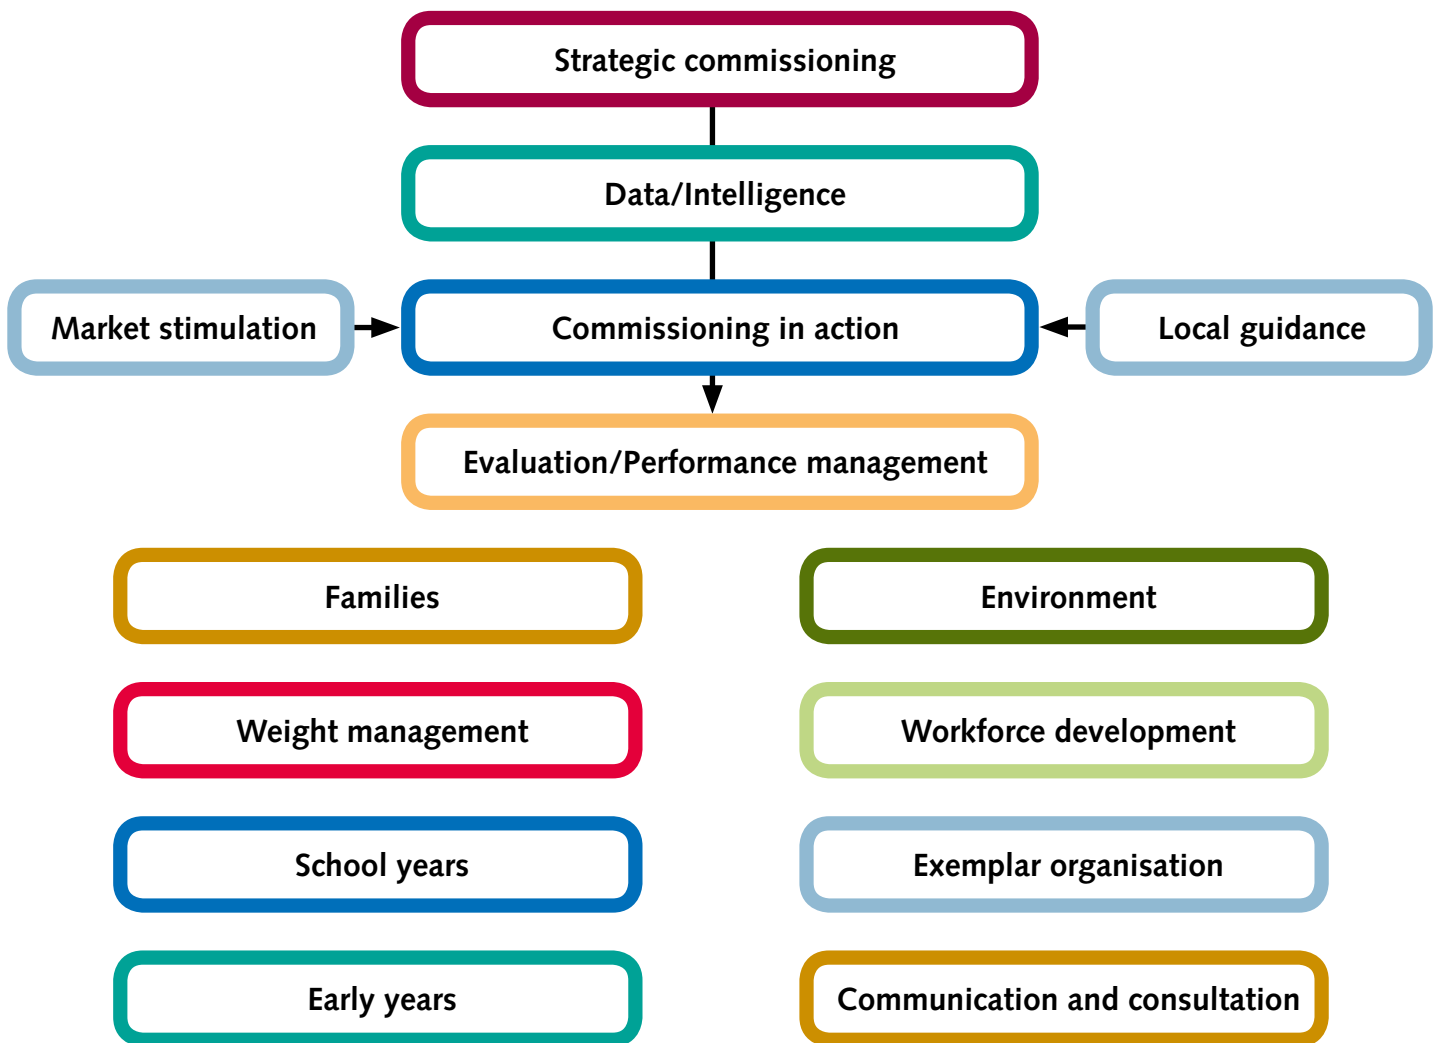 Strategic commissioning
Data/Intelligence
Market stimulation
Commissioning in action
Local guidance
Evaluation/Performance management
Families
Environment
Weight management
Workforce development
School years
Exemplar organisation
Early years
Communication and consultation